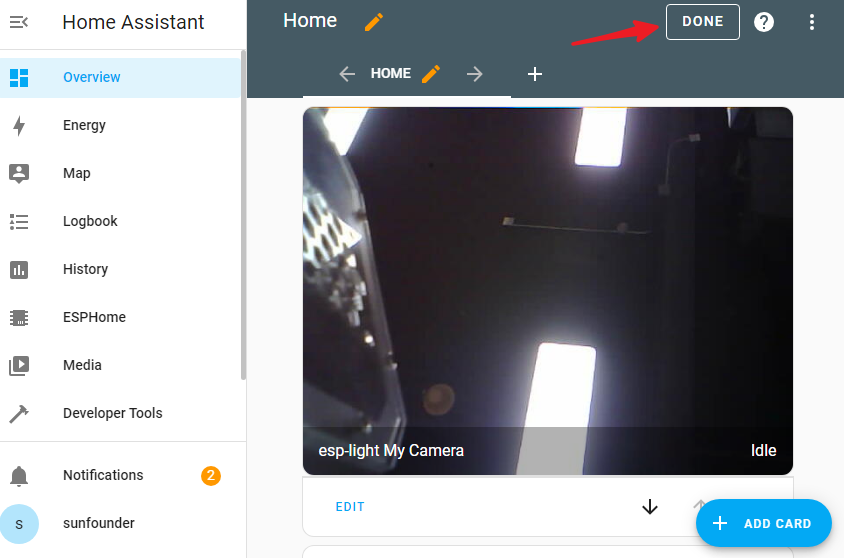 Home Assistant
Overview
Energy
Map
Logbook
History
ESPHome
Media
Developer Tools
Notifications
2
s
sunfounder
Home
DONE
HOME
esp-light My Camera
Idle
EDIT
ADD CARD